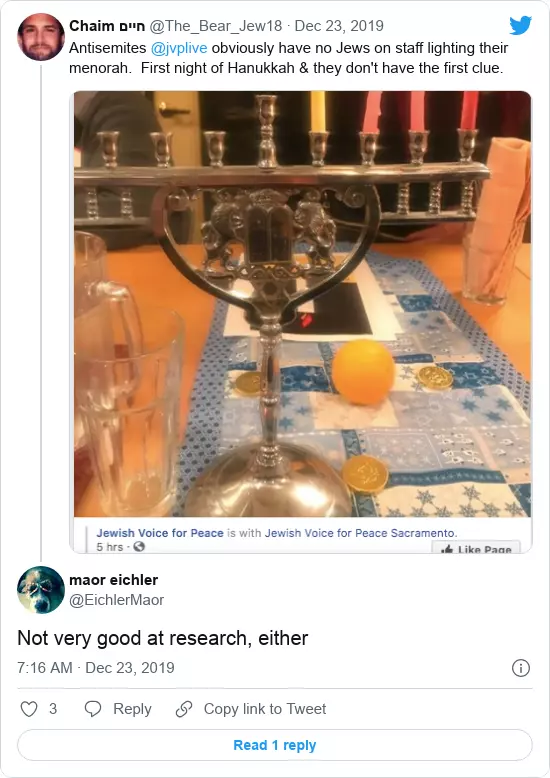 Chaim חיים @The_Bear_Jew18 · Dec 23, 2019
Antisemites @jvplive obviously have no Jews on staff lighting their
menorah.  First night of Hanukkah & they don't have the first clue.
Jewish Voice for Peace is with Jewish Voice for Peace Sacramento.
5 hrs ·
Like Page
maor eichler
@EichlerMaor
Not very good at research, either
7:16 AM · Dec 23, 2019
3 Reply Copy link to Tweet
Read 1 reply